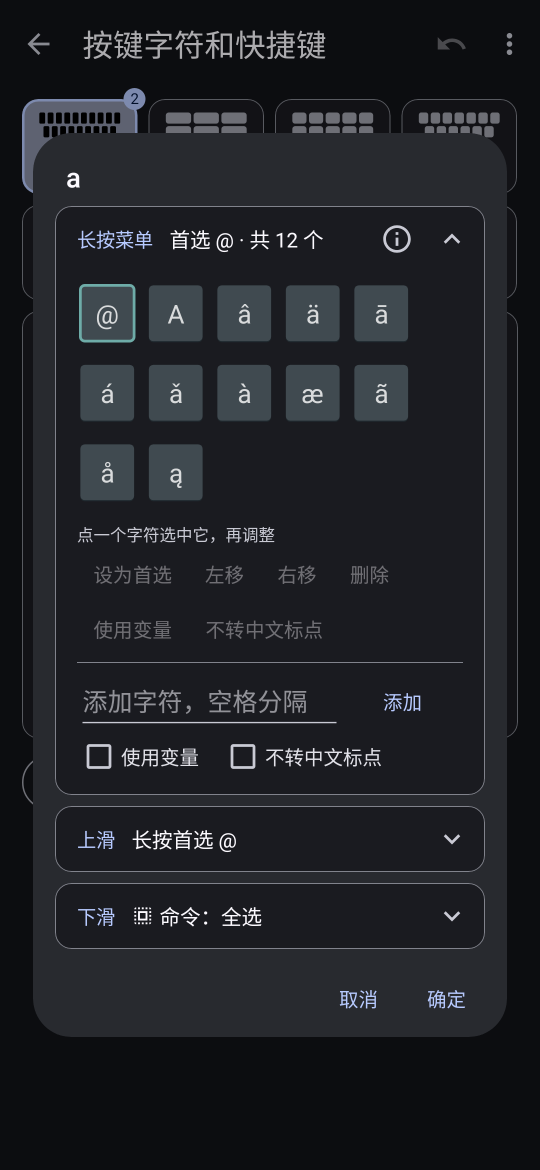 按键字符和快捷键
2
a
长按菜单 首选 @ · 共 12 个
@ A â ä ā
á ǎ à æ ã
å ą
点一个字符选中它，再调整
设为首选 左移 右移 删除
使用变量 不转中文标点
添加字符，空格分隔 添加
使用变量 不转中文标点
上滑 长按首选 @
下滑 命令：全选
取消 确定